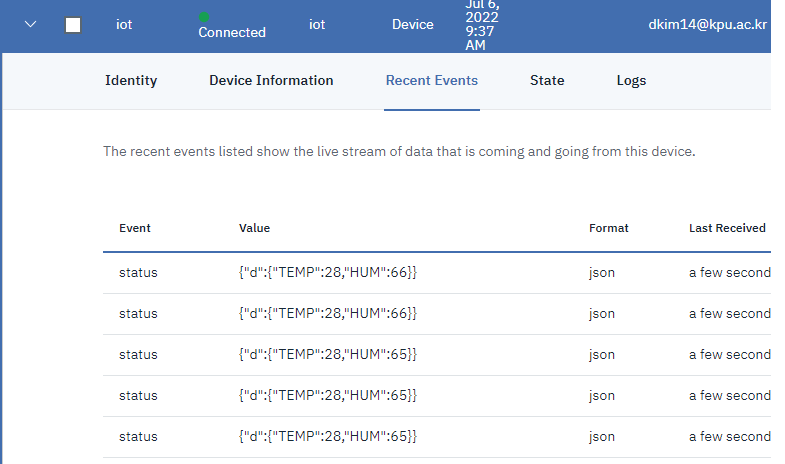 iot Connected iot Device Jul 6, 2022 9:37 AM dkim14@kpu.ac.kr
Identity Device Information Recent Events State Logs
The recent events listed show the live stream of data that is coming and going from this device.
Event Value Format Last Received
status {"d":{"TEMP":28,"HUM":66}} json a few second
status {"d":{"TEMP":28,"HUM":66}} json a few second
status {"d":{"TEMP":28,"HUM":65}} json a few second
status {"d":{"TEMP":28,"HUM":65}} json a few second
status {"d":{"TEMP":28,"HUM":65}} json a few second